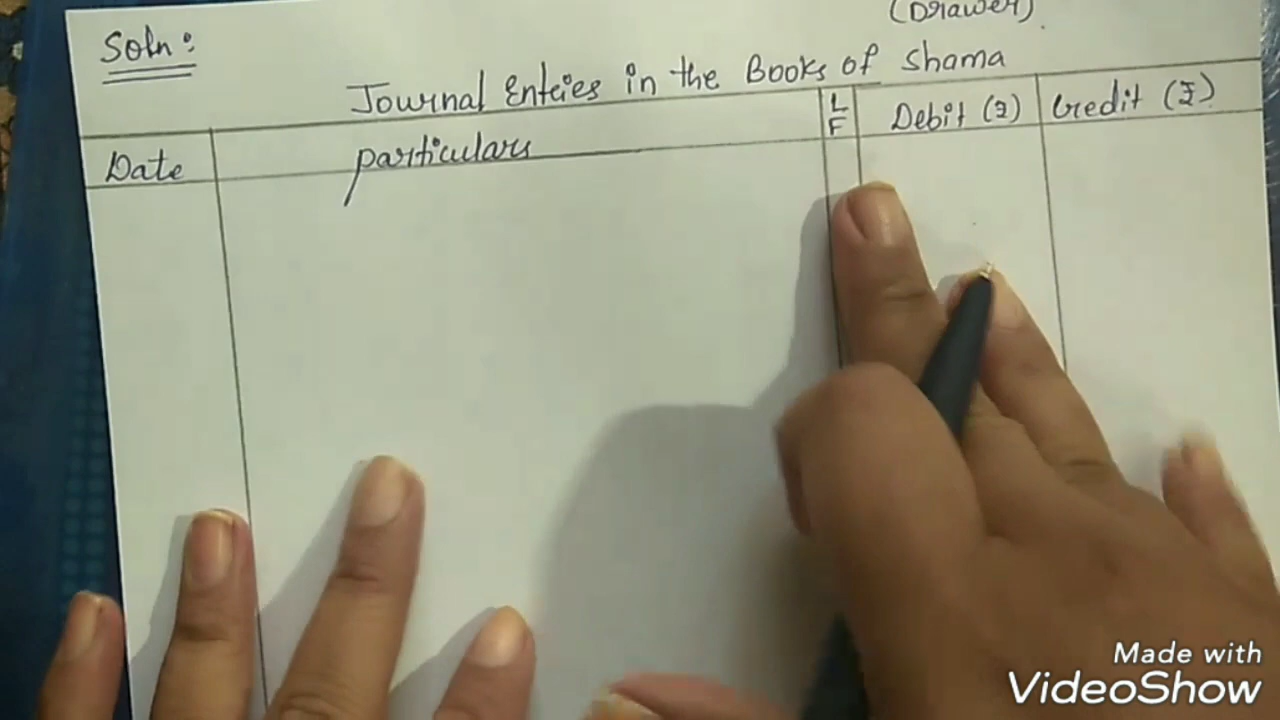 (Drawer)
Soln:
Journal Entries in the Books of Shama
Date
particulars
L
F
Debit (₹)
Credit (₹)
Made with
VideoShow